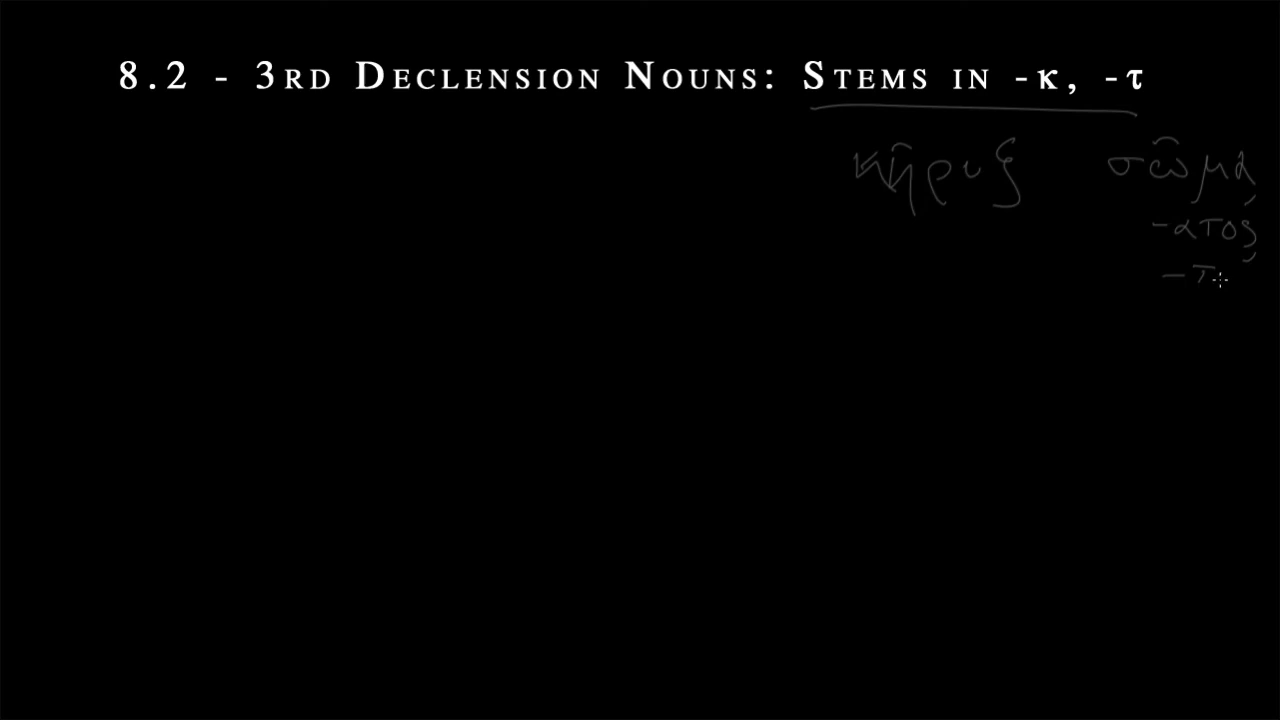 8.2 - 3rd Declension Nouns: Stems in -κ, -τ
κῆρυξ σῶμα
-ατος
-τ